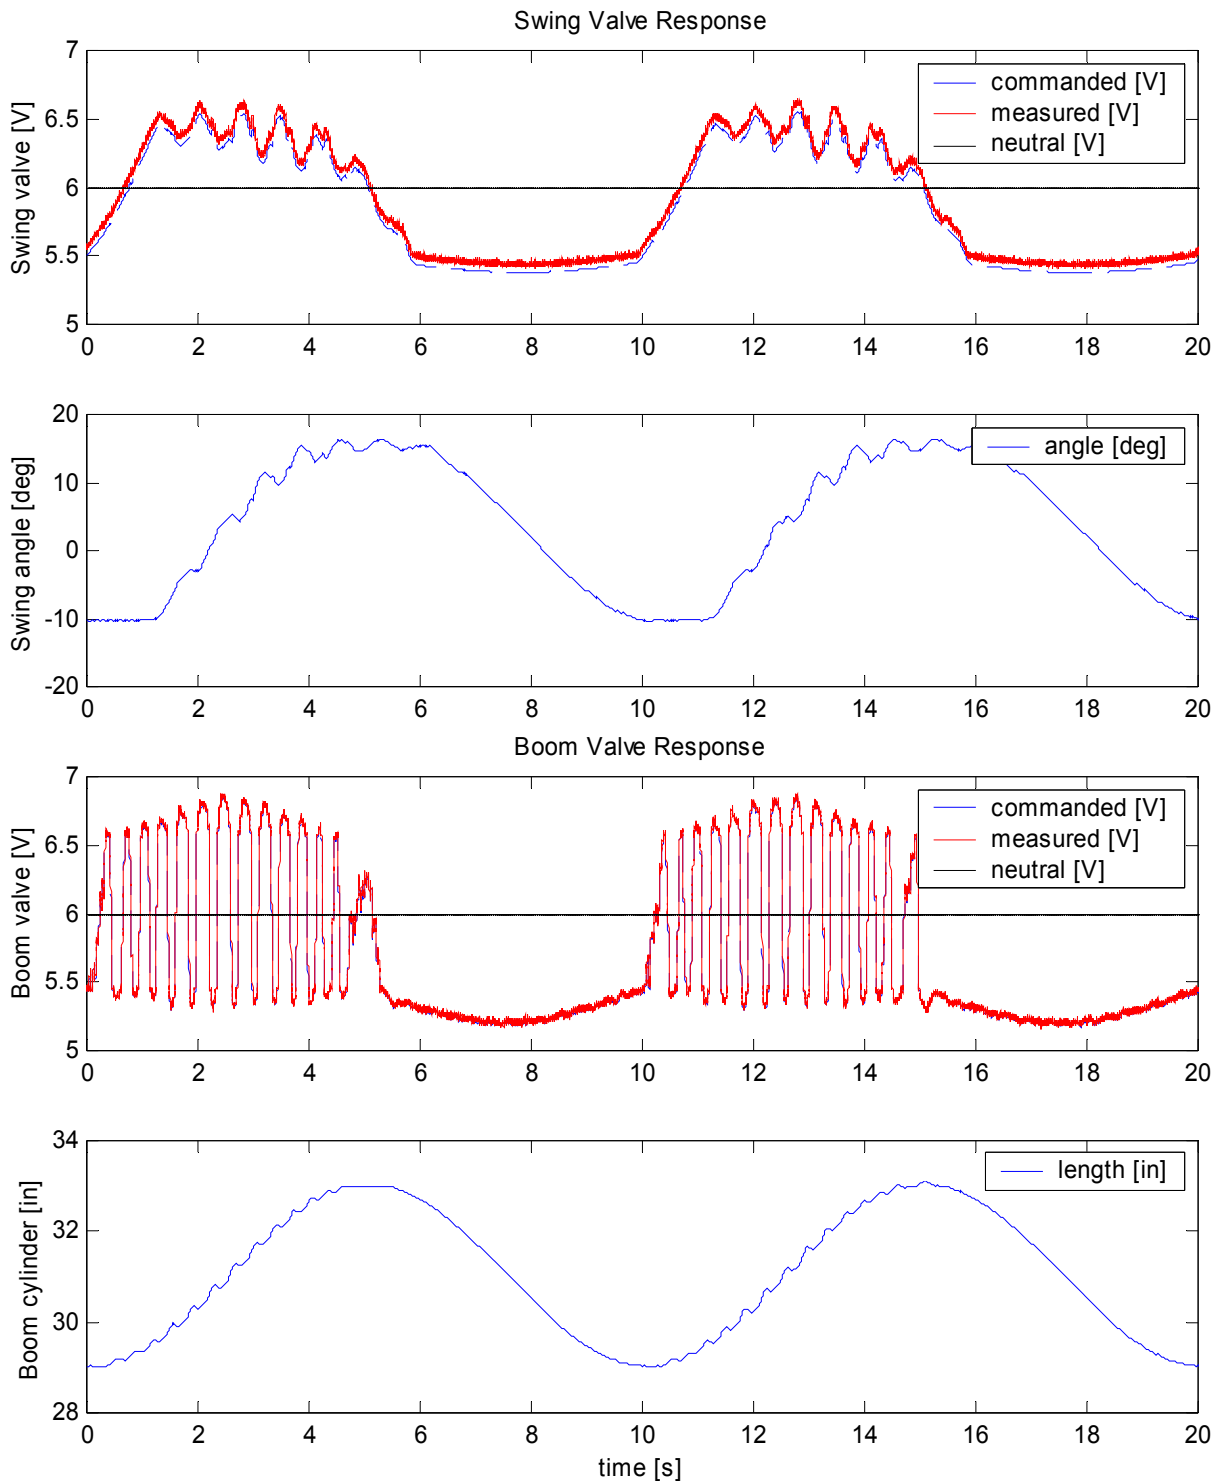 Swing Valve Response
7
6.5
6
5.5
5
Swing valve [V]
commanded [V]
measured [V]
neutral [V]
0 2 4 6 8 10 12 14 16 18 20
20
10
0
-10
-20
Swing angle [deg]
angle [deg]
0 2 4 6 8 10 12 14 16 18 20
Boom Valve Response
7
6.5
6
5.5
5
Boom valve [V]
commanded [V]
measured [V]
neutral [V]
0 2 4 6 8 10 12 14 16 18 20
34
32
30
28
Boom cylinder [in]
length [in]
0 2 4 6 8 10 12 14 16 18 20
time [s]